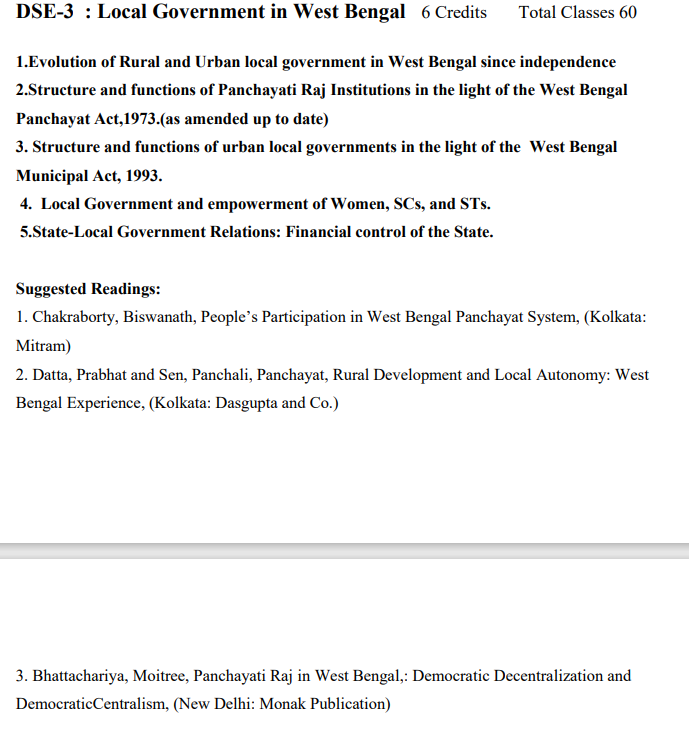 DSE-3 : Local Government in West Bengal 6 Credits Total Classes 60
1.Evolution of Rural and Urban local government in West Bengal since independence
2.Structure and functions of Panchayati Raj Institutions in the light of the West Bengal
Panchayat Act,1973.(as amended up to date)
3. Structure and functions of urban local governments in the light of the West Bengal
Municipal Act, 1993.
4. Local Government and empowerment of Women, SCs, and STs.
5.State-Local Government Relations: Financial control of the State.
Suggested Readings:
1. Chakraborty, Biswanath, People’s Participation in West Bengal Panchayat System, (Kolkata:
Mitram)
2. Datta, Prabhat and Sen, Panchali, Panchayat, Rural Development and Local Autonomy: West
Bengal Experience, (Kolkata: Dasgupta and Co.)
3. Bhattachariya, Moitree, Panchayati Raj in West Bengal,: Democratic Decentralization and
DemocraticCentralism, (New Delhi: Monak Publication)